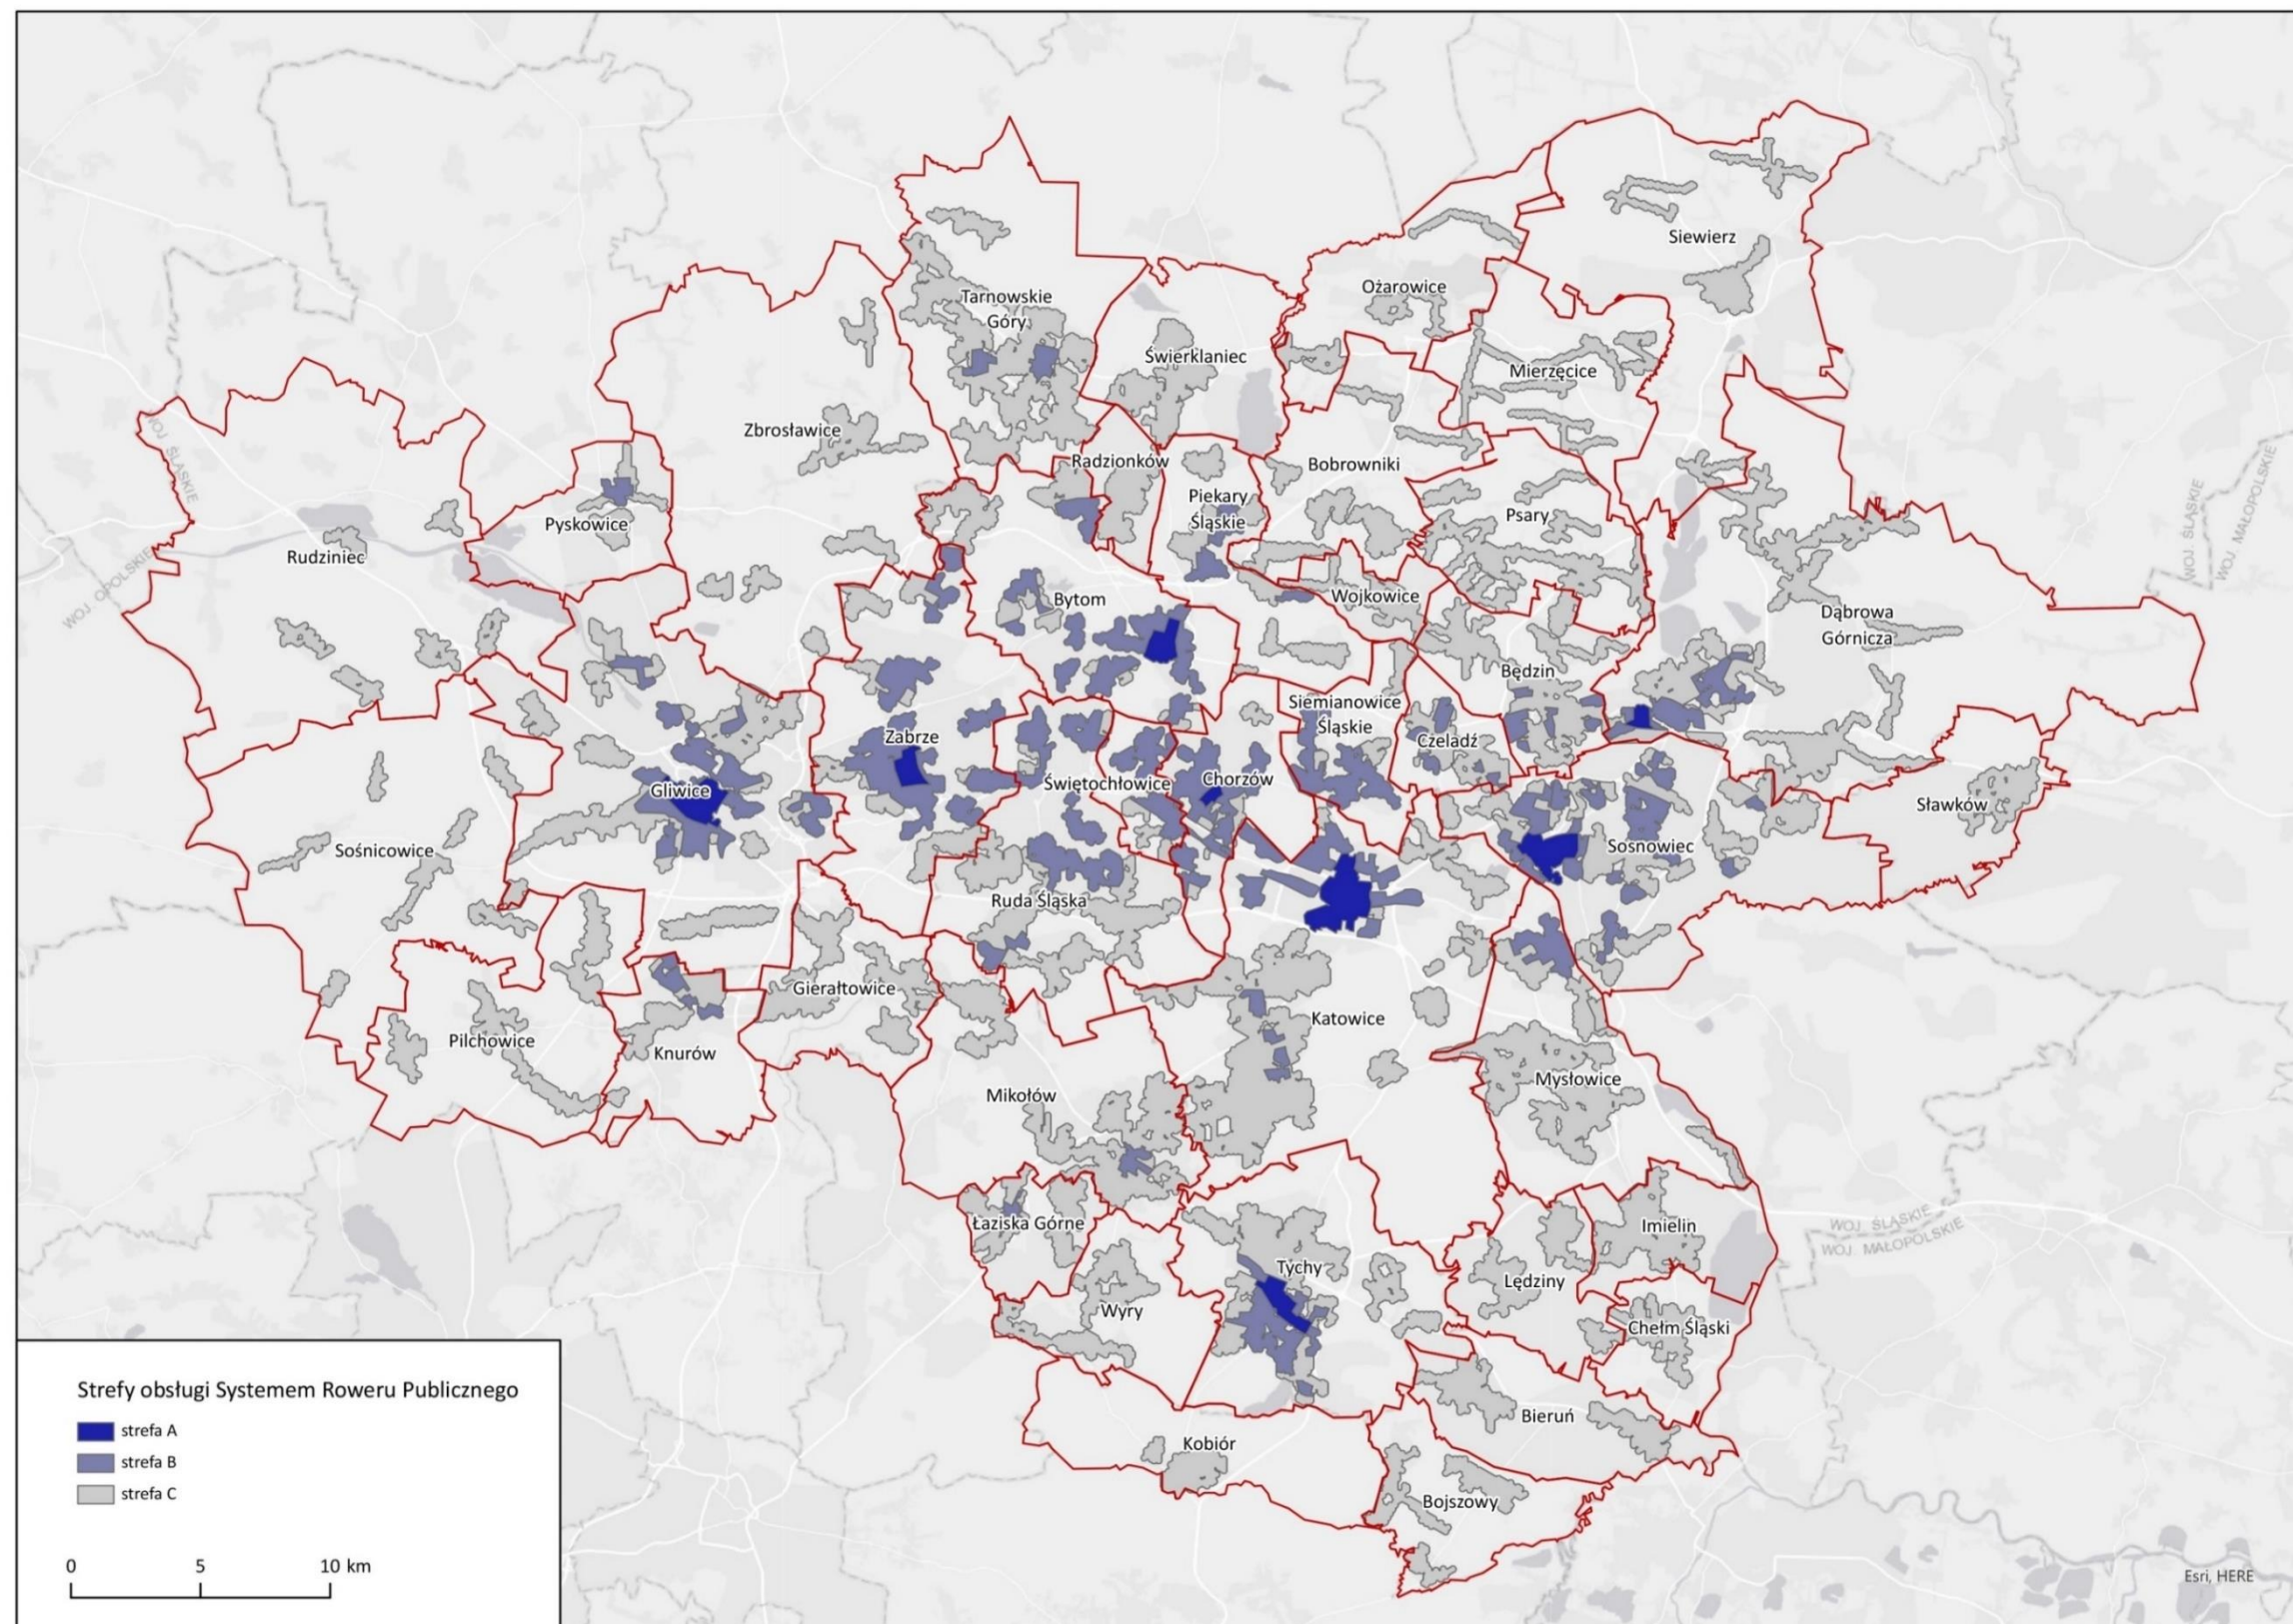 Siewierz
Ożarowice
Tarnowskie
Góry
Świerklaniec
Mierzęcice
Zbrosławice
WOJ. ŚLĄSKIE
Radzionków
Bobrowniki
Piekary
Śląskie
Psary
Pyskowice
Rudziniec
WOJ. OPOLSKIE
WOJ. ŚLĄSKIE
WOJ. MAŁOPOLSKIE
Bytom
Wojkowice
Dąbrowa
Górnicza
Będzin
Siemianowice
Śląskie
Zabrze
Czeladź
Świętochłowice
Chorzów
Gliwice
Sławków
Sośnicowice
Sosnowiec
Ruda Śląska
Gierałtowice
Katowice
Pilchowice
Knurów
Mysłowice
Mikołów
WOJ. ŚLĄSKIE
WOJ. MAŁOPOLSKIE
Łaziska Górne
Imielin
Tychy
Lędziny
Wyry
Chełm Śląski
Bieruń
Kobiór
Bojszowy
Strefy obsługi Systemem Roweru Publicznego
strefa A
strefa B
strefa C
0 5 10 km
Esri, HERE